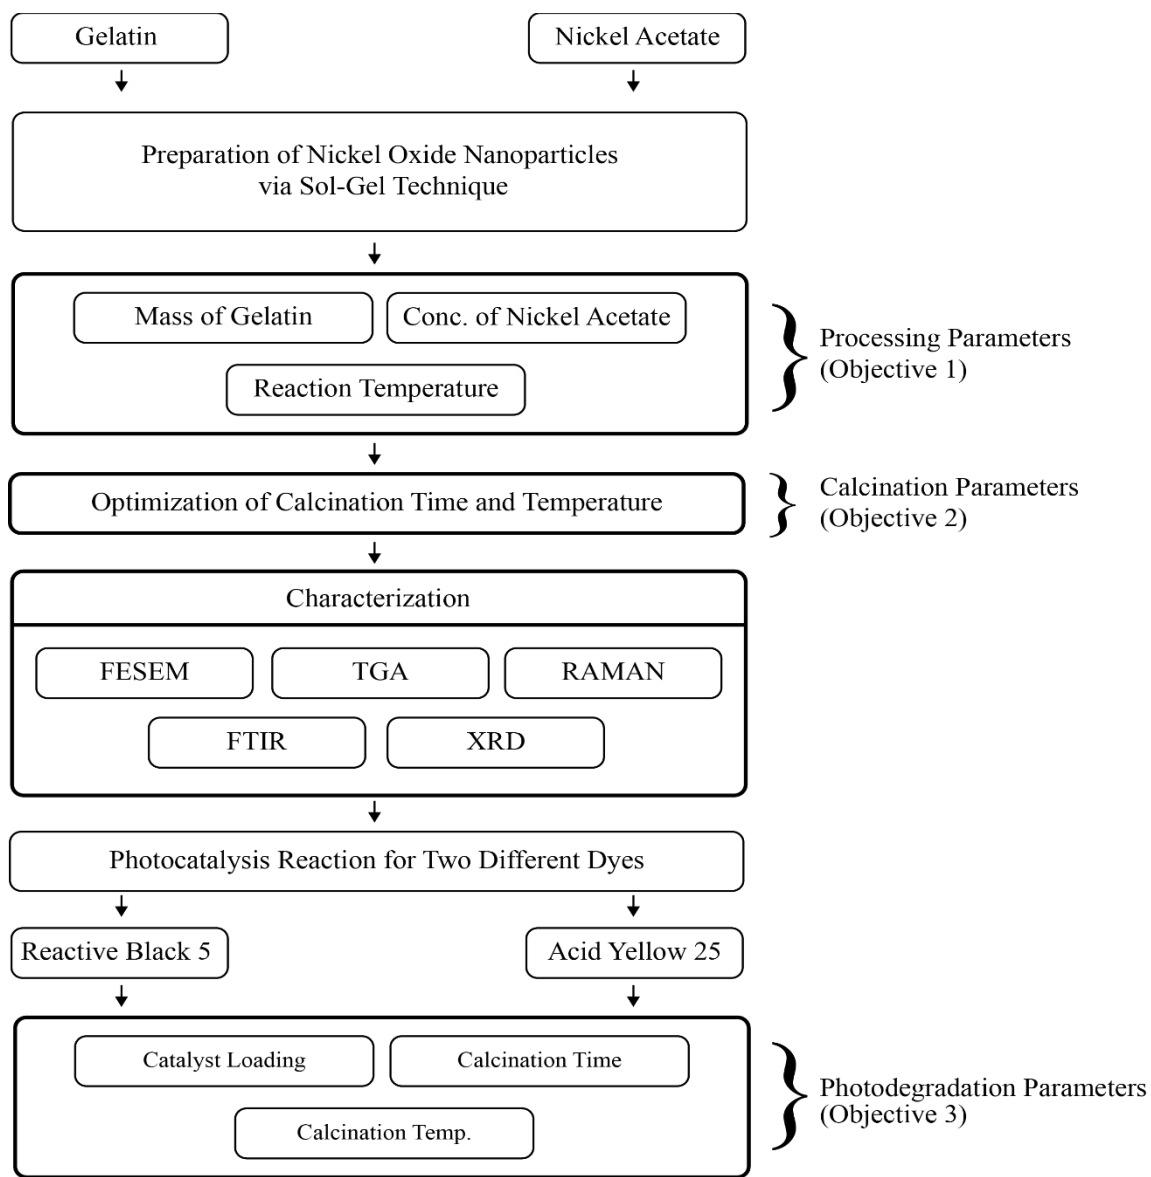 Gelatin
Nickel Acetate
Preparation of Nickel Oxide Nanoparticles
via Sol-Gel Technique
Mass of Gelatin
Conc. of Nickel Acetate
Reaction Temperature
Processing Parameters
(Objective 1)
Optimization of Calcination Time and Temperature
Calcination Parameters
(Objective 2)
Characterization
FESEM
TGA
RAMAN
FTIR
XRD
Photocatalysis Reaction for Two Different Dyes
Reactive Black 5
Acid Yellow 25
Catalyst Loading
Calcination Time
Calcination Temp.
Photodegradation Parameters
(Objective 3)